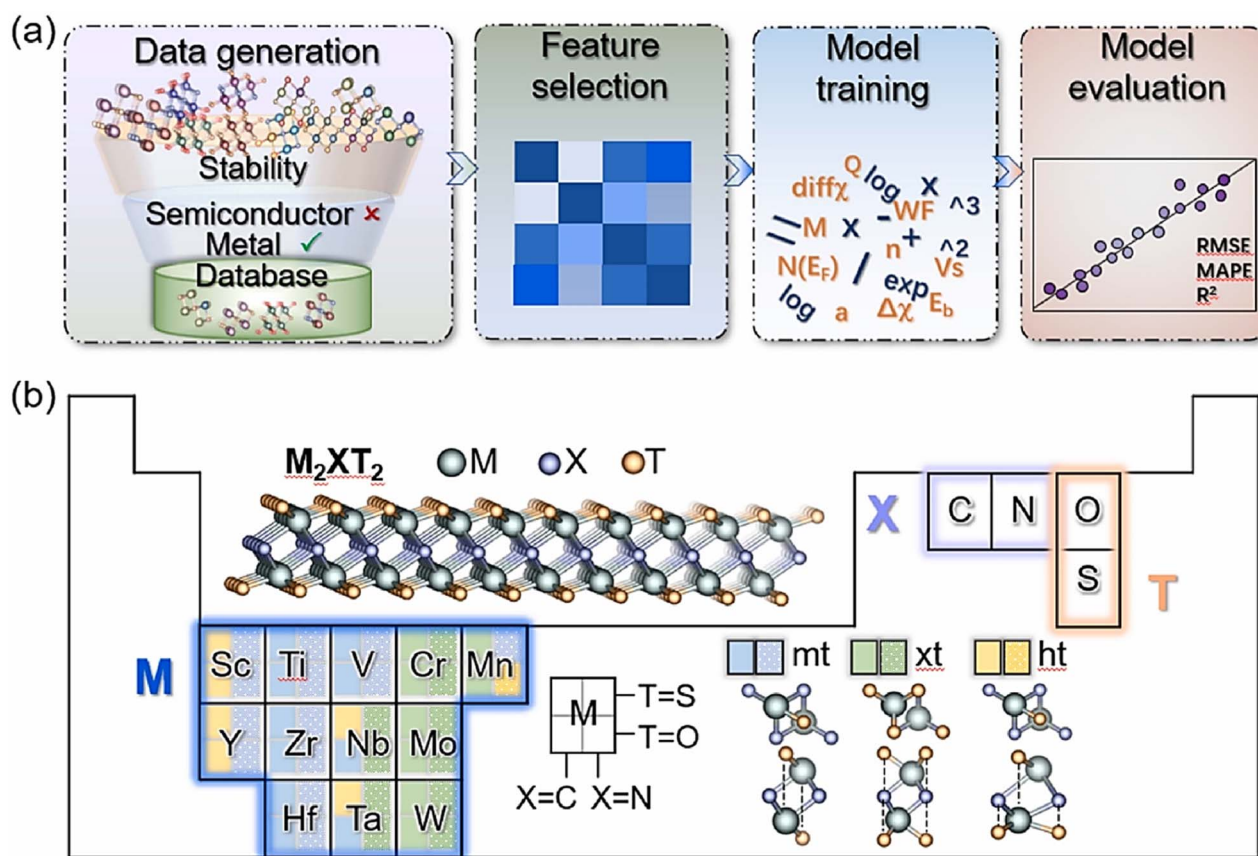 (a)
Data generation
Stability
Semiconductor ✗
Metal ✓
Database
Feature
selection
Model
training
diffχ Q log x
= M x - WF ^3
n + ^2
N(E_F) / Vs
log a exp Δχ E_b
Model
evaluation
RMSE
MAPE
R²
(b)
M₂XT₂ M X T
X C N O
S T
M Sc Ti V Cr Mn
Y Zr Nb Mo
Hf Ta W
M
T=S
T=O
X=C X=N
mt xt ht